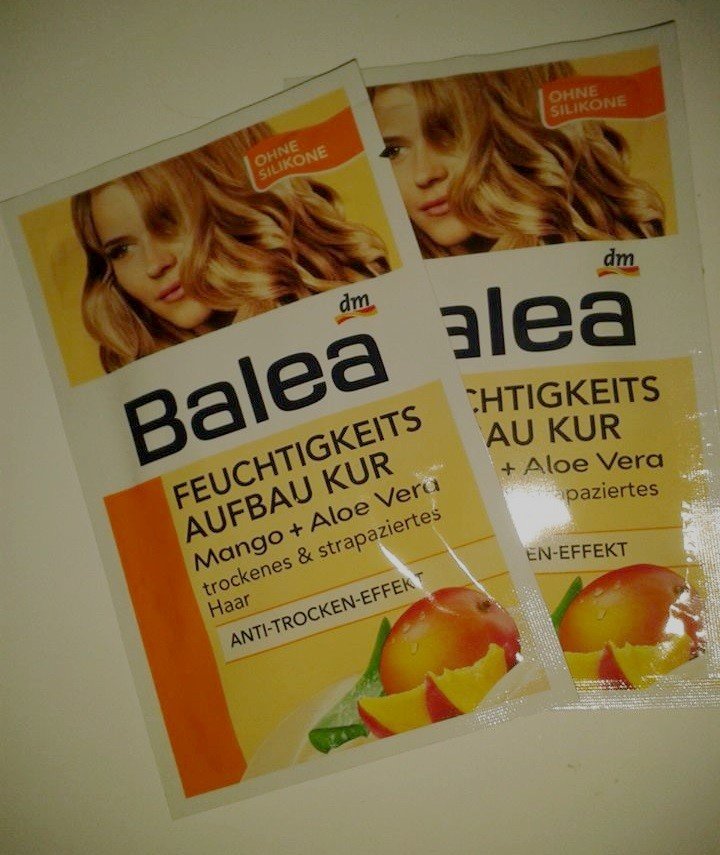 OHNE
SILIKONE
dm
Balea
FEUCHTIGKEITS
AUFBAU KUR
Mango + Aloe Vera
trockenes & strapaziertes
Haar
ANTI-TROCKEN-EFFEKT
OHNE
SILIKONE
dm
alea
CHTIGKEITS
AU KUR
+ Aloe Vera
trapaziertes
EN-EFFEKT